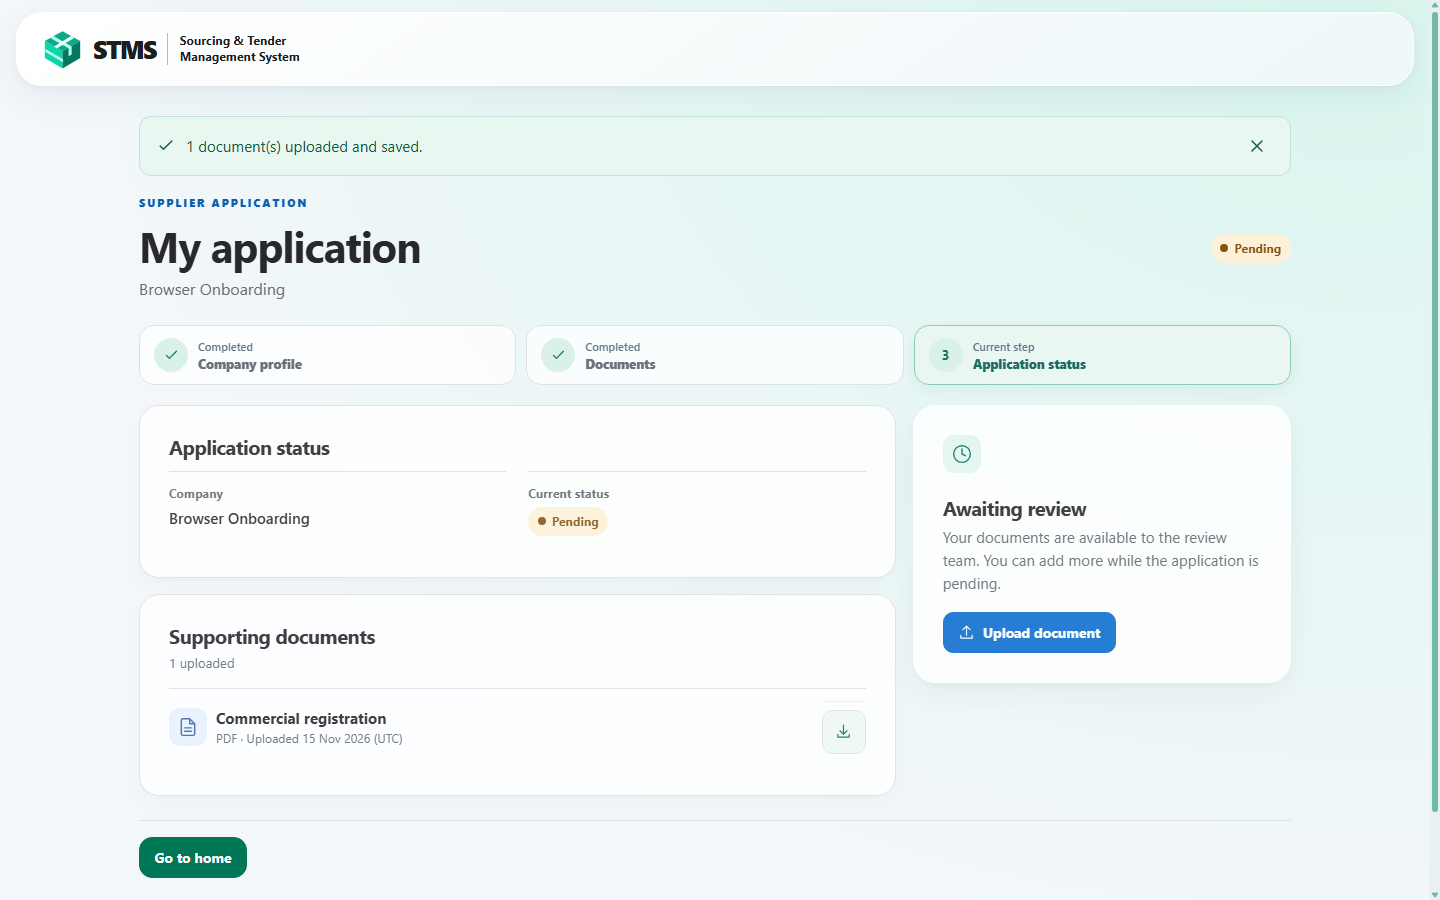 STMS
Sourcing & Tender
Management System
1 document(s) uploaded and saved.
SUPPLIER APPLICATION
My application
Pending
Browser Onboarding
Completed
Company profile
Completed
Documents
3
Current step
Application status
Application status
Company
Browser Onboarding
Current status
Pending
Awaiting review
Your documents are available to the review
team. You can add more while the application is
pending.
Upload document
Supporting documents
1 uploaded
Commercial registration
PDF · Uploaded 15 Nov 2026 (UTC)
Go to home